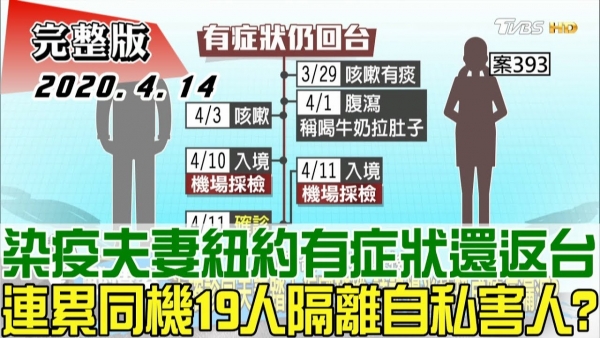 完整版
2020.4.14
TVBS HD
有症狀仍回台
案393
3/29 咳嗽有痰
4/1 腹瀉
稱喝牛奶拉肚子
4/3 咳嗽
4/10 入境
機場採檢
4/11 入境
機場採檢
4/11 確診
染疫夫妻紐約有症狀還返台
連累同機19人隔離自私害人?